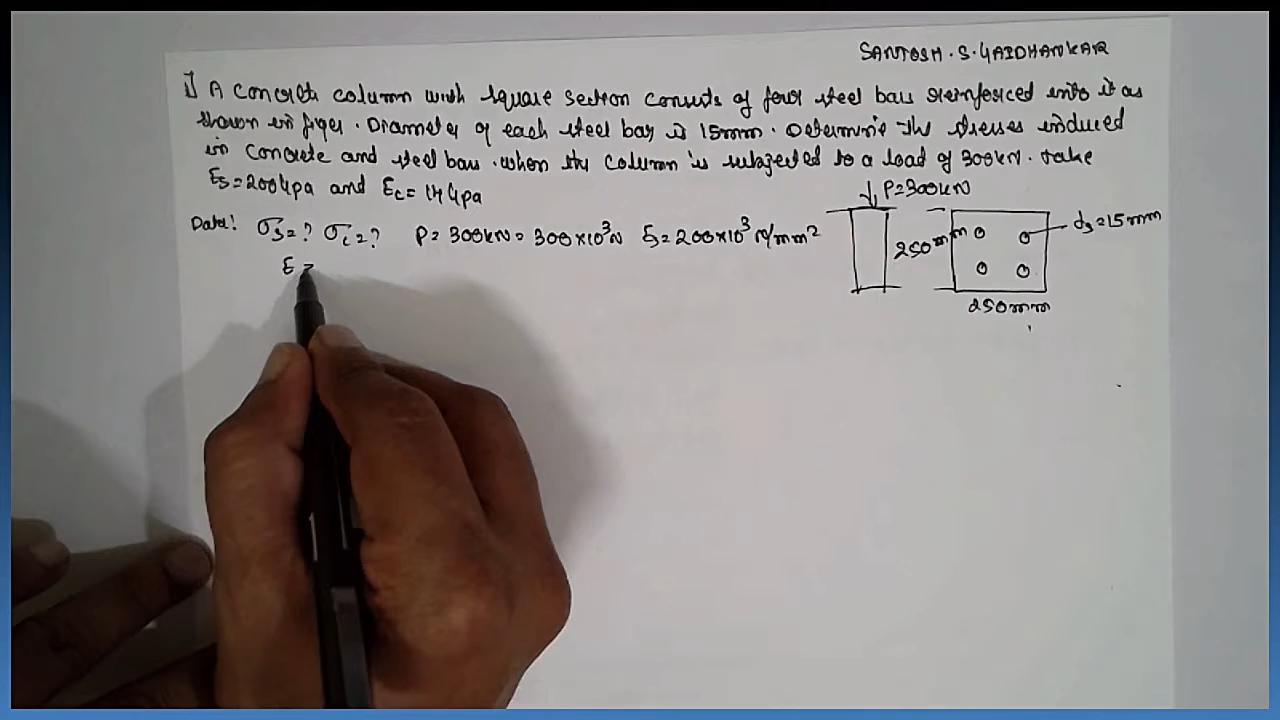 SANTOSH.S.GAIDHANKAR
1] A concrete column with square section consists of four steel bars reinforced into it as
shown in figer. Diameter of each steel bar is 15mm. Determine the stresses induced
in concrete and steel bars. when the column is subjected to a load of 300kN. Take
Es=200Gpa and Ec=14Gpa
P=300kN
Data: σs=? σc=? P=300kN=300×10³N Es=200×10³N/mm²
250mm
ds=15mm
E=
250mm